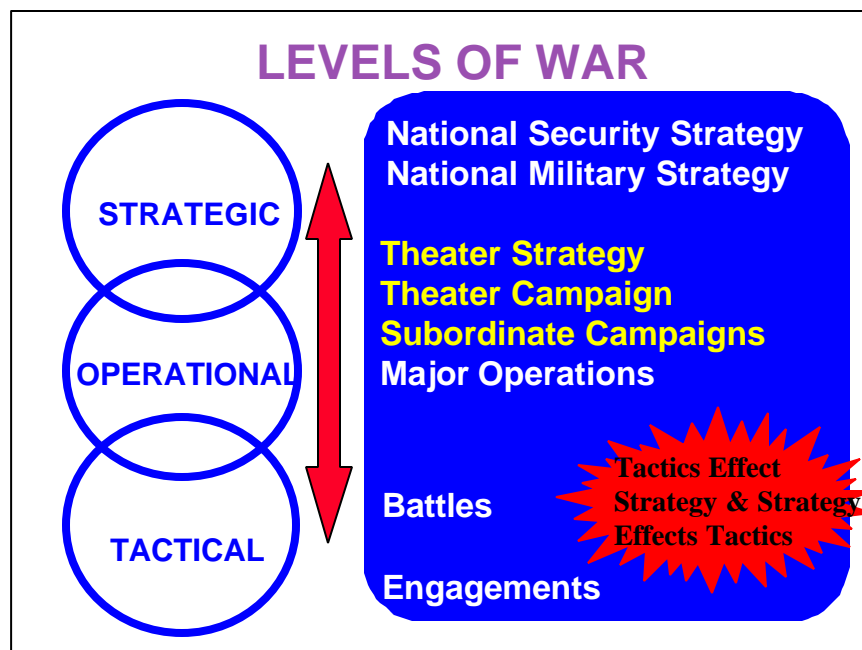 LEVELS OF WAR
STRATEGIC
OPERATIONAL
TACTICAL
National Security Strategy
National Military Strategy
Theater Strategy
Theater Campaign
Subordinate Campaigns
Major Operations
Battles
Engagements
Tactics Effect
Strategy & Strategy
Effects Tactics